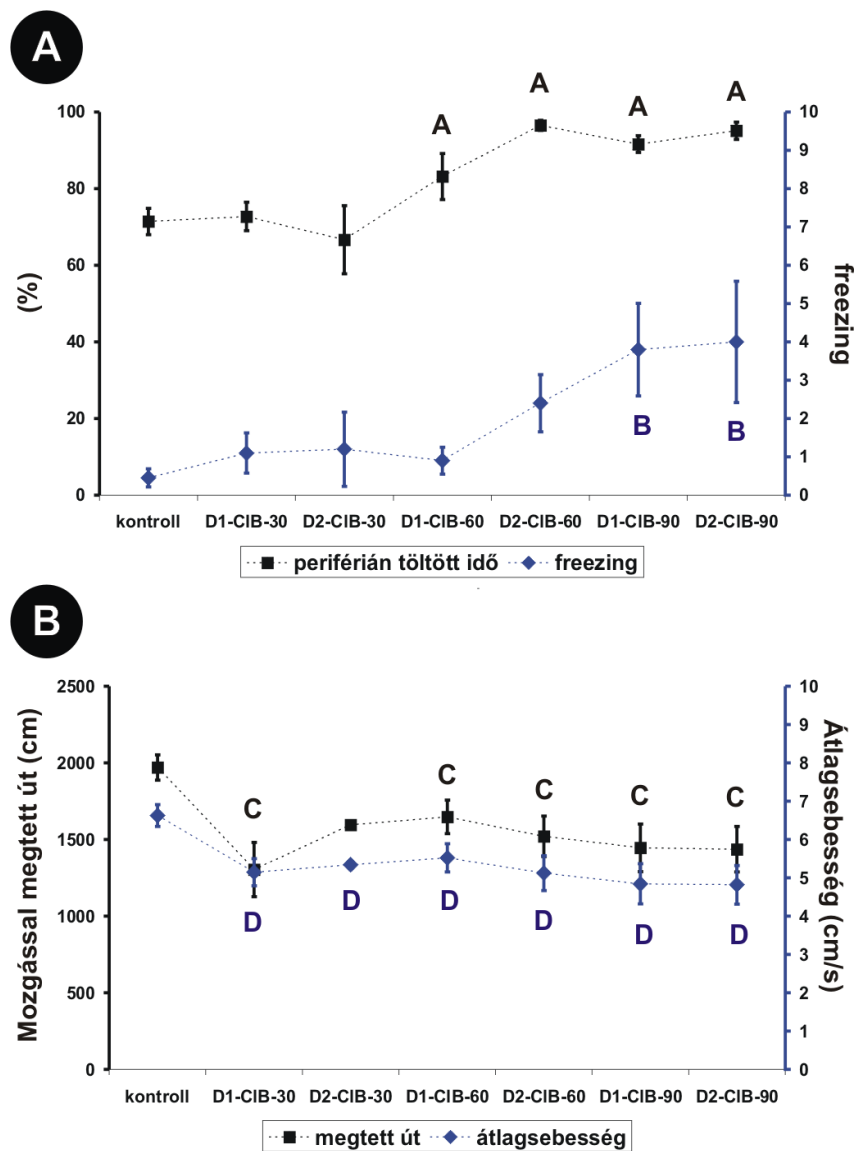 A
A A A A
100
80
60
40
20
0
(%)
10
9
8
7
6
5
4
3
2
1
0
freezing
B B
kontroll D1-CIB-30 D2-CIB-30 D1-CIB-60 D2-CIB-60 D1-CIB-90 D2-CIB-90
periférián töltött idő freezing
B
2500
2000
1500
1000
500
0
Mozgással megtett út (cm)
10
9
8
7
6
5
4
3
2
1
0
Átlagsebesség (cm/s)
C C C C C
D D D D D D
kontroll D1-CIB-30 D2-CIB-30 D1-CIB-60 D2-CIB-60 D1-CIB-90 D2-CIB-90
megtett út átlagsebesség